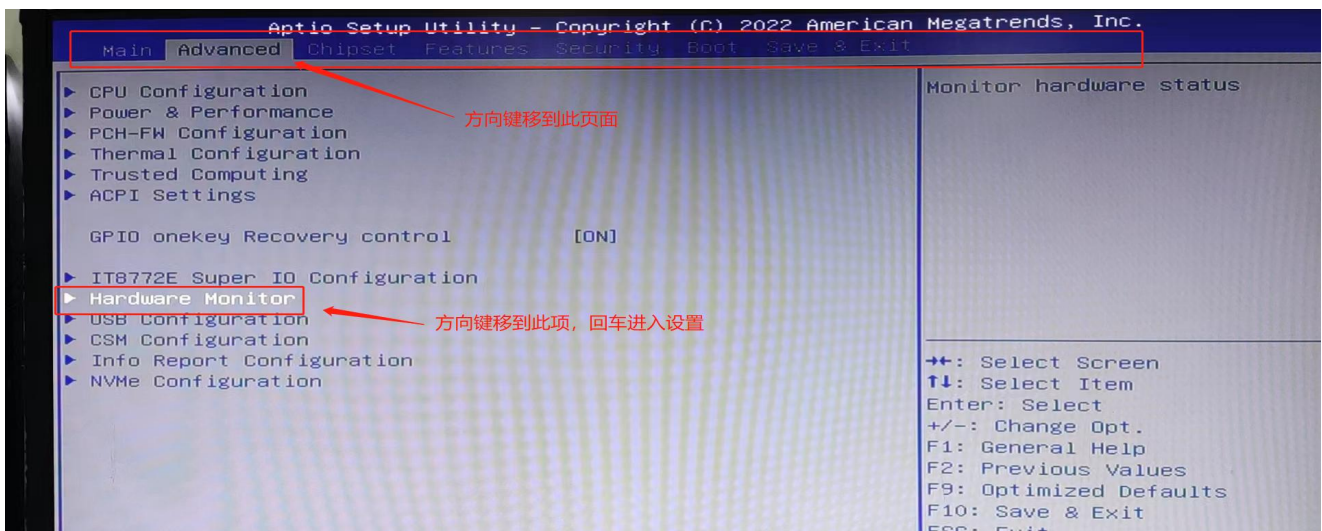 Aptio Setup Utility - Copyright (C) 2022 American Megatrends, Inc.
Main Advanced Chipset Features Security Boot Save & Exit
CPU Configuration
Power & Performance
PCH-FW Configuration
Thermal Configuration
Trusted Computing
ACPI Settings
GPIO onekey Recovery control [ON]
IT8772E Super IO Configuration
Hardware Monitor
USB Configuration
CSM Configuration
Info Report Configuration
NVMe Configuration
方向键移到此页面
方向键移到此项，回车进入设置
Monitor hardware status
→←: Select Screen
↑↓: Select Item
Enter: Select
+/-: Change Opt.
F1: General Help
F2: Previous Values
F9: Optimized Defaults
F10: Save & Exit
ESC: Exit